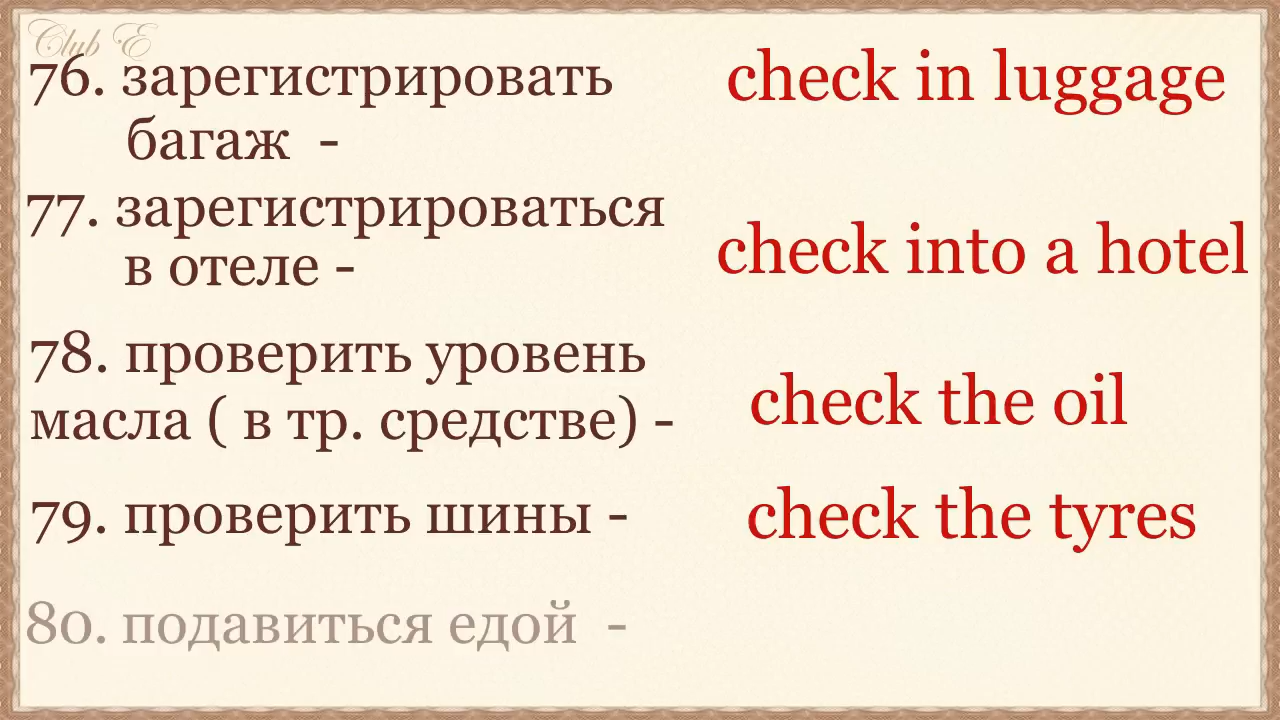 Club E
76. зарегистрировать check in luggage
багаж -
77. зарегистрироваться
в отеле - check into a hotel
78. проверить уровень
масла ( в тр. средстве) - check the oil
79. проверить шины - check the tyres
80. подавиться едой -